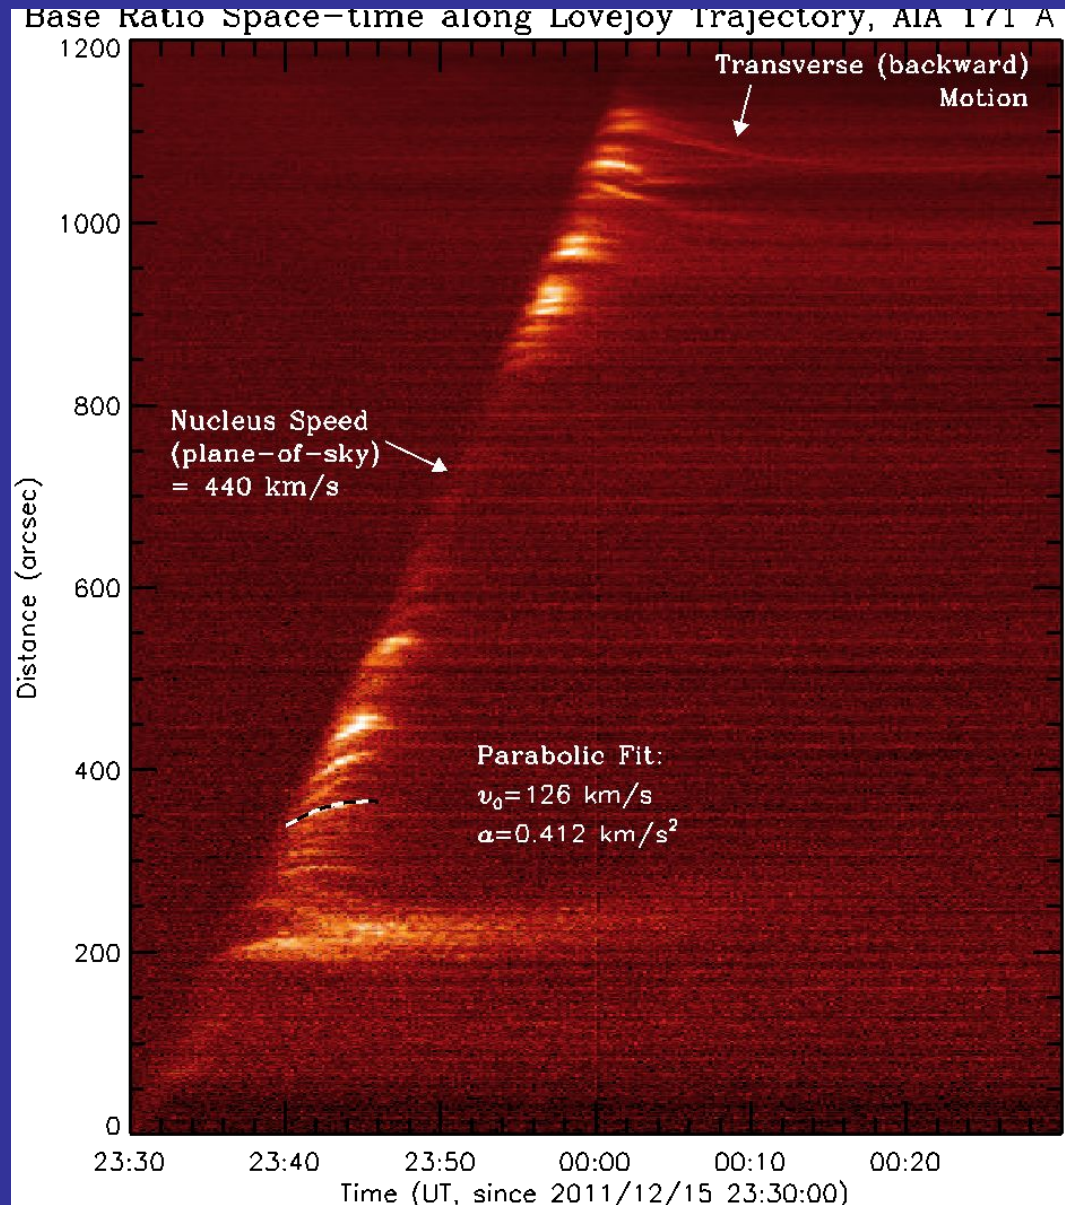 Base Ratio Space-time along Lovejoy Trajectory, AIA 171 A
1200
1000
800
600
400
200
0
Distance (arcsec)
Transverse (backward)
Motion
Nucleus Speed
(plane-of-sky)
= 440 km/s
Parabolic Fit:
v₀=126 km/s
a=0.412 km/s²
23:30 23:40 23:50 00:00 00:10 00:20
Time (UT, since 2011/12/15 23:30:00)